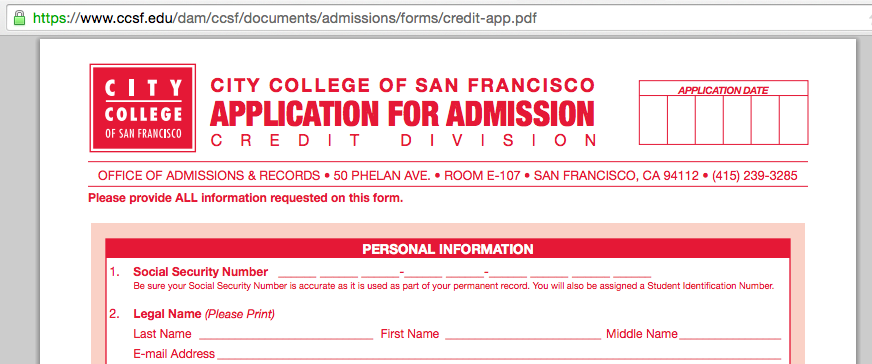 https://www.ccsf.edu/dam/ccsf/documents/admissions/forms/credit-app.pdf
CITY
COLLEGE
OF SAN FRANCISCO
CITY COLLEGE OF SAN FRANCISCO
APPLICATION FOR ADMISSION
CREDIT DIVISION
APPLICATION DATE
OFFICE OF ADMISSIONS & RECORDS • 50 PHELAN AVE. • ROOM E-107 • SAN FRANCISCO, CA 94112 • (415) 239-3285
Please provide ALL information requested on this form.
PERSONAL INFORMATION
1. Social Security Number ______ ______ ______-______ ______-______ ______ ______ ______
Be sure your Social Security Number is accurate as it is used as part of your permanent record. You will also be assigned a Student Identification Number.
2. Legal Name (Please Print)
Last Name ____________________ First Name ____________________ Middle Name ____________________
E-mail Address ____________________